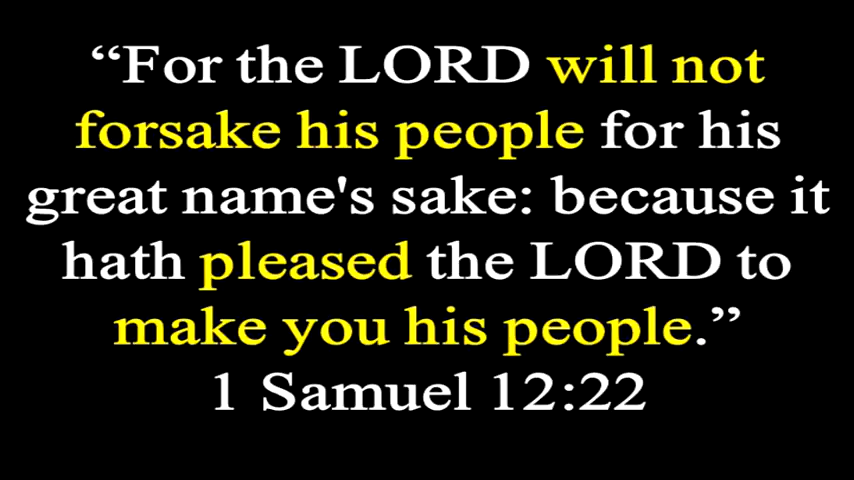 “For the LORD will not
forsake his people for his
great name's sake: because it
hath pleased the LORD to
make you his people.”
1 Samuel 12:22